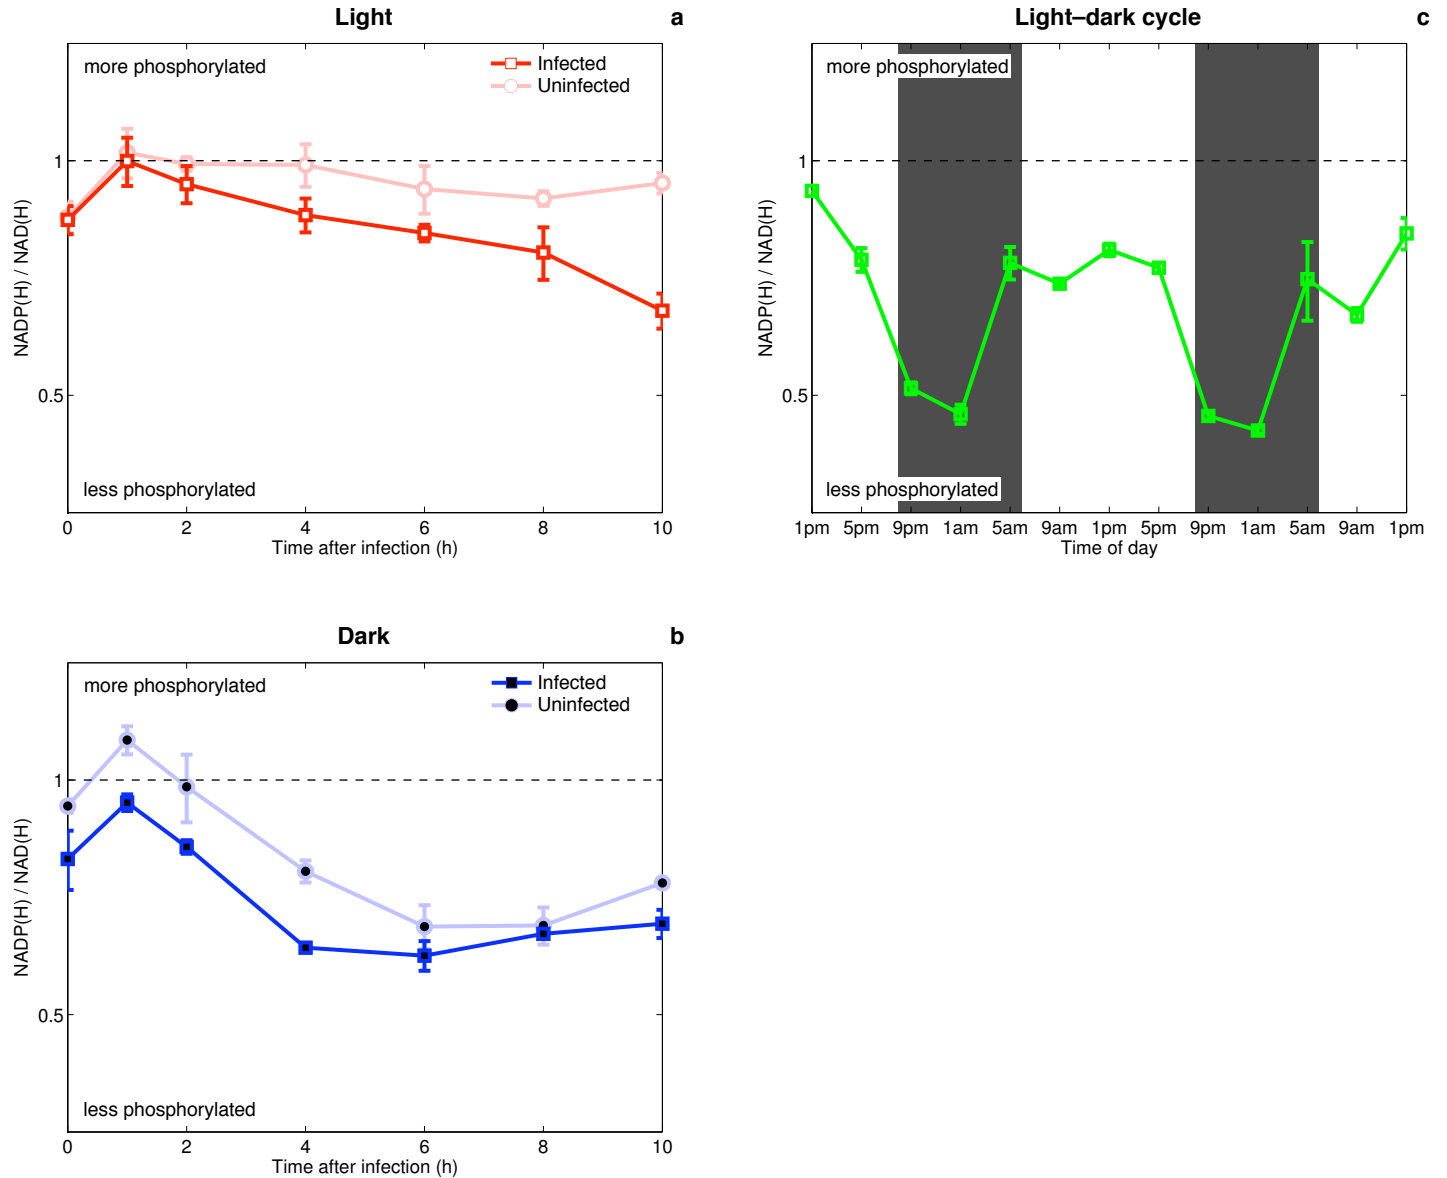 Light a
more phosphorylated
Infected
Uninfected
1
NADP(H) / NAD(H)
0.5
less phosphorylated
0 2 4 6 8 10
Time after infection (h)
Light–dark cycle c
more phosphorylated
1
NADP(H) / NAD(H)
0.5
less phosphorylated
1pm 5pm 9pm 1am 5am 9am 1pm 5pm 9pm 1am 5am 9am 1pm
Time of day
Dark b
more phosphorylated
Infected
Uninfected
1
NADP(H) / NAD(H)
0.5
less phosphorylated
0 2 4 6 8 10
Time after infection (h)